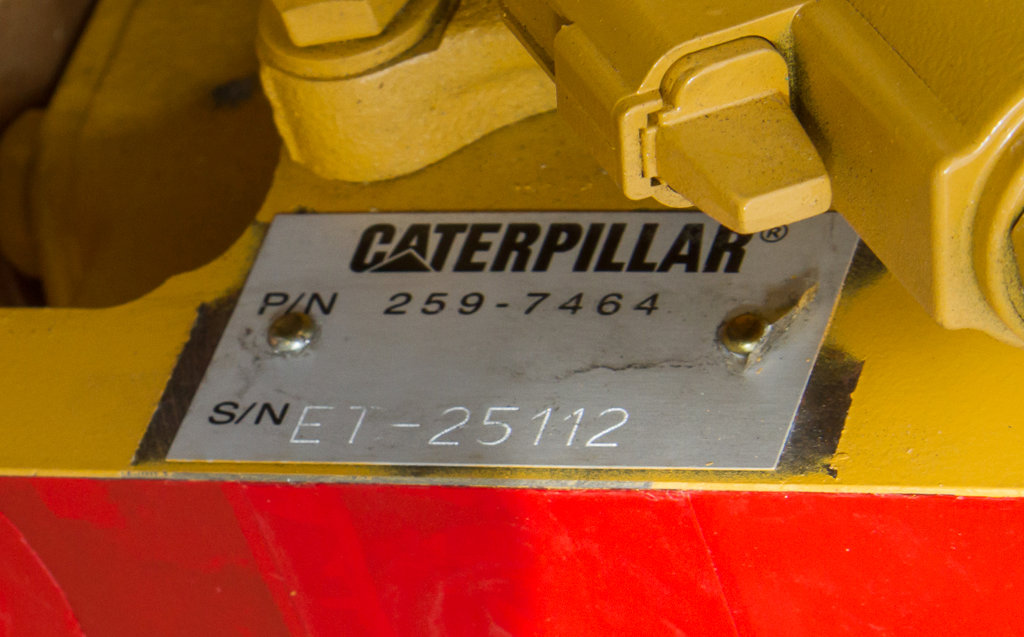 CATERPILLAR®
P/N 259-7464
S/N ET-25112